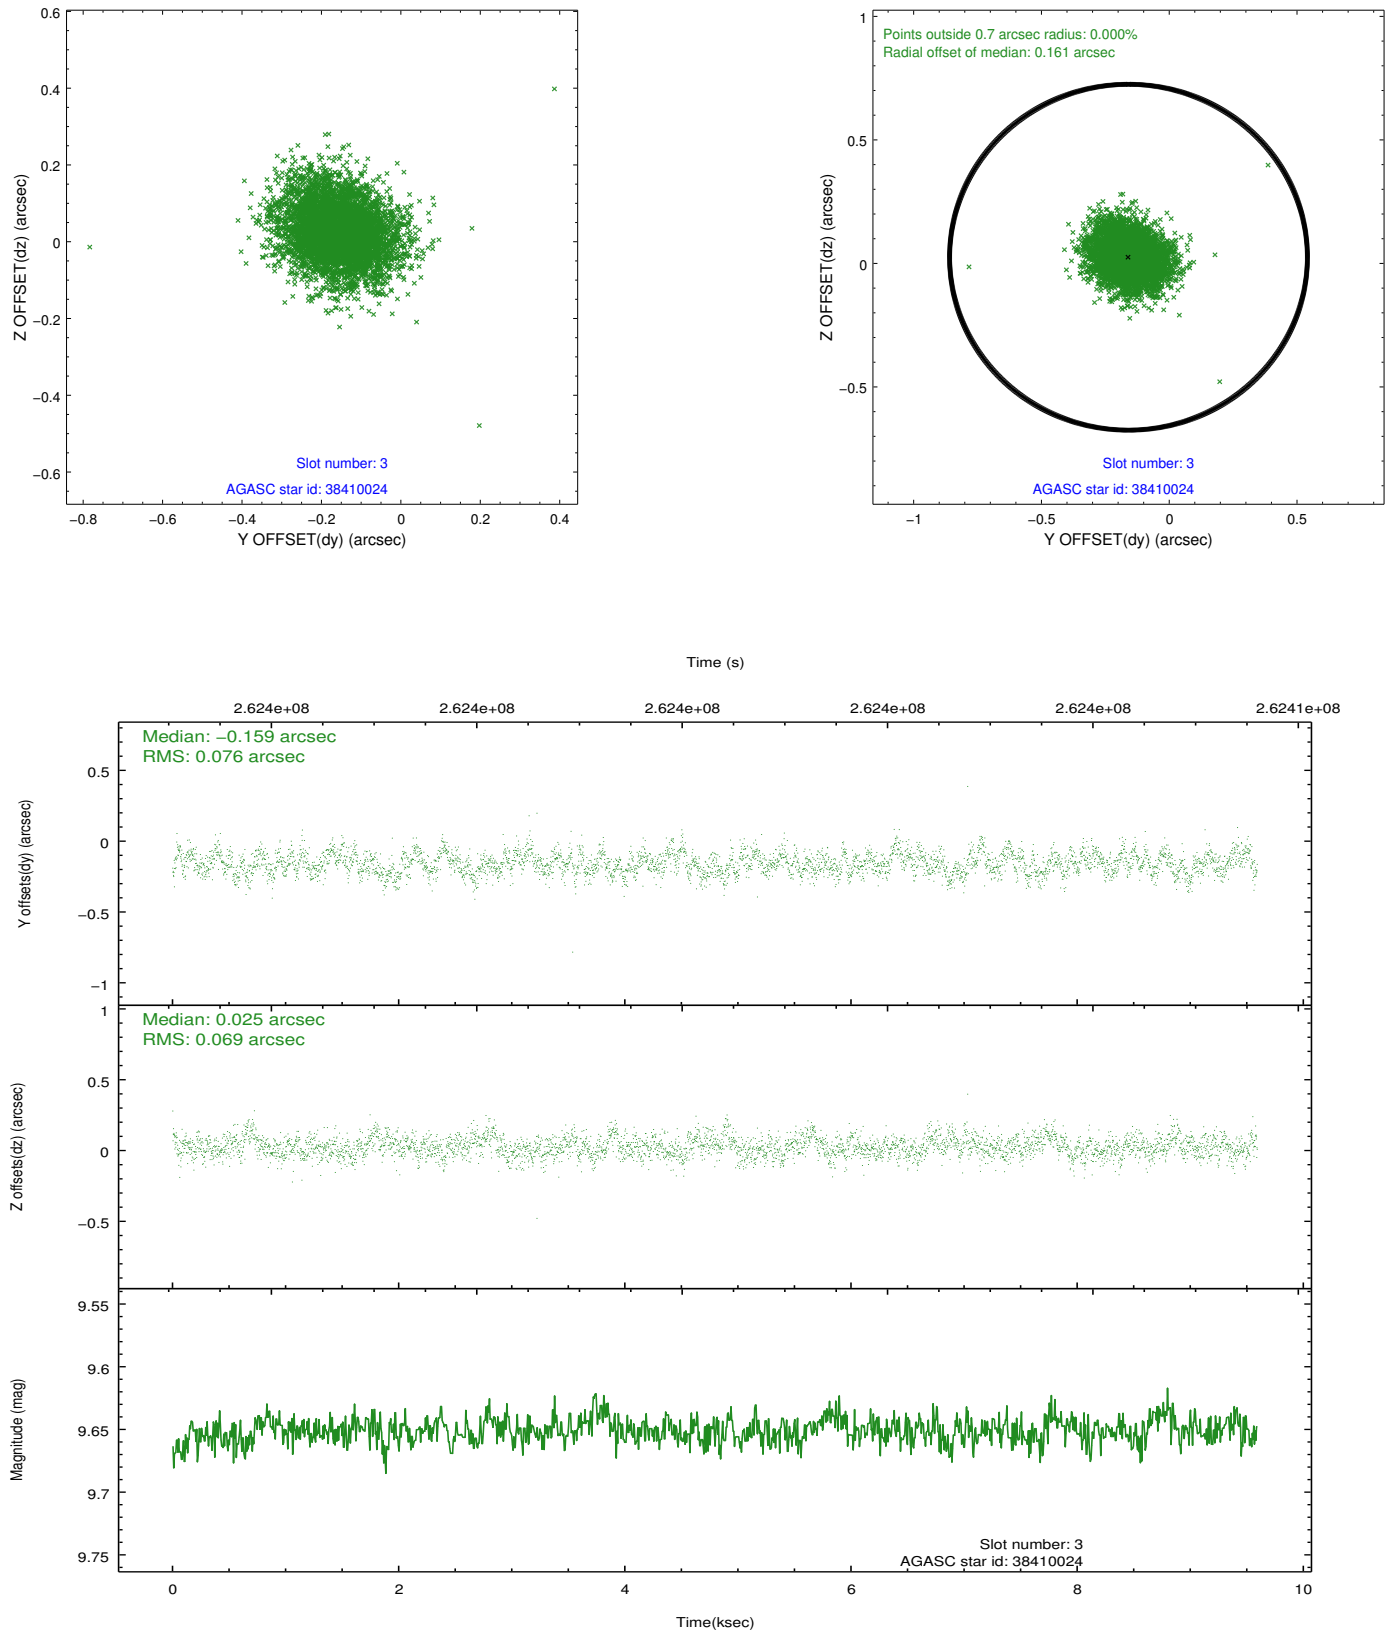 0.6
0.4
0.2
0
−0.2
−0.4
−0.6
Z OFFSET(dz) (arcsec)
Slot number: 3
AGASC star id: 38410024
−0.8 −0.6 −0.4 −0.2 0 0.2 0.4
Y OFFSET(dy) (arcsec)
Points outside 0.7 arcsec radius: 0.000%
Radial offset of median: 0.161 arcsec
1
0.5
0
−0.5
Z OFFSET(dz) (arcsec)
Slot number: 3
AGASC star id: 38410024
−1 −0.5 0 0.5
Y OFFSET(dy) (arcsec)
Time (s)
2.624e+08 2.624e+08 2.624e+08 2.624e+08 2.624e+08 2.6241e+08
Median: −0.159 arcsec
RMS: 0.076 arcsec
0.5
0
−0.5
−1
Y offsets(dy) (arcsec)
Median: 0.025 arcsec
RMS: 0.069 arcsec
1
0.5
0
−0.5
Z offsets(dz) (arcsec)
9.55
9.6
9.65
9.7
9.75
Magnitude (mag)
Slot number: 3
AGASC star id: 38410024
0 2 4 6 8 10
Time(ksec)